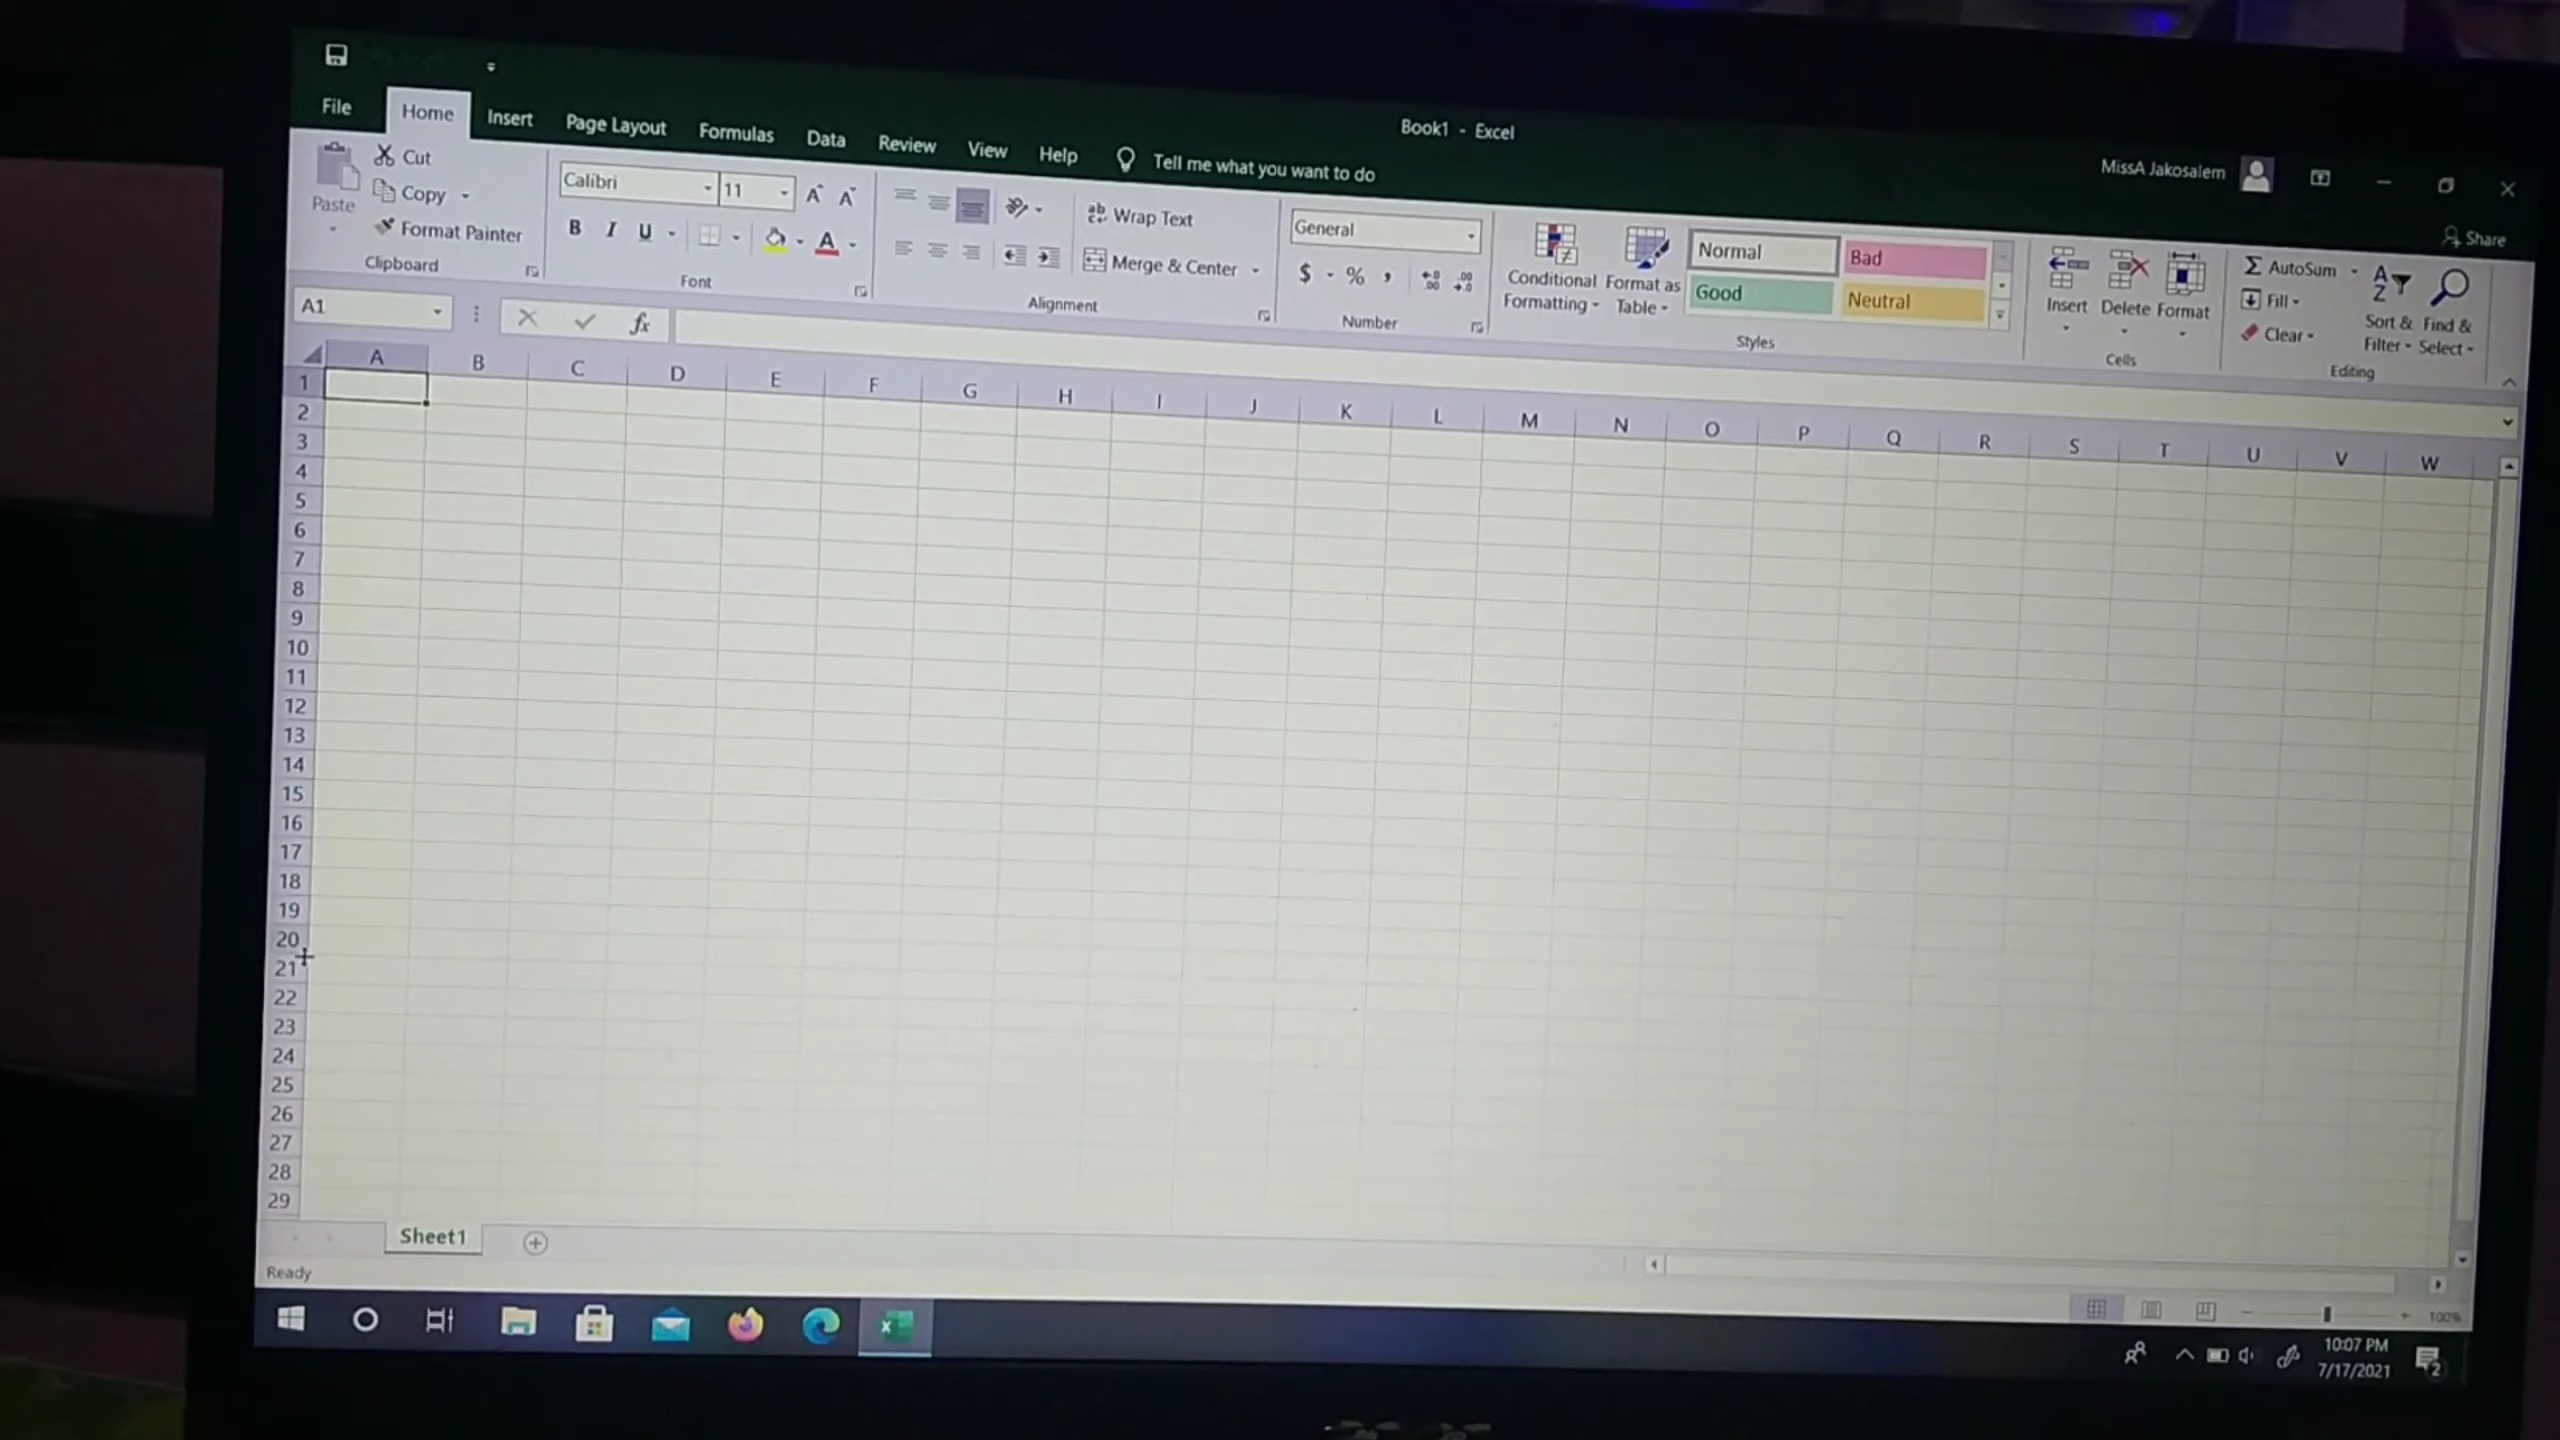 Book1 - Excel
MissA Jakosalem
File Home Insert Page Layout Formulas Data Review View Help Tell me what you want to do
Share
Paste
Cut
Copy
Format Painter
Clipboard
Calibri 11
B I U
Font
Wrap Text
Merge & Center
Alignment
General
$ % ,
Number
Conditional Formatting
Format as Table
Normal Bad
Good Neutral
Styles
Insert Delete Format
Cells
AutoSum
Fill
Clear
Sort & Filter
Find & Select
Editing
A1 fx
A B C D E F G H I J K L M N O P Q R S T U V W
1
2
3
4
5
6
7
8
9
10
11
12
13
14
15
16
17
18
19
20
21
22
23
24
25
26
27
28
29
Sheet1
Ready
100%
10:07 PM
7/17/2021
2